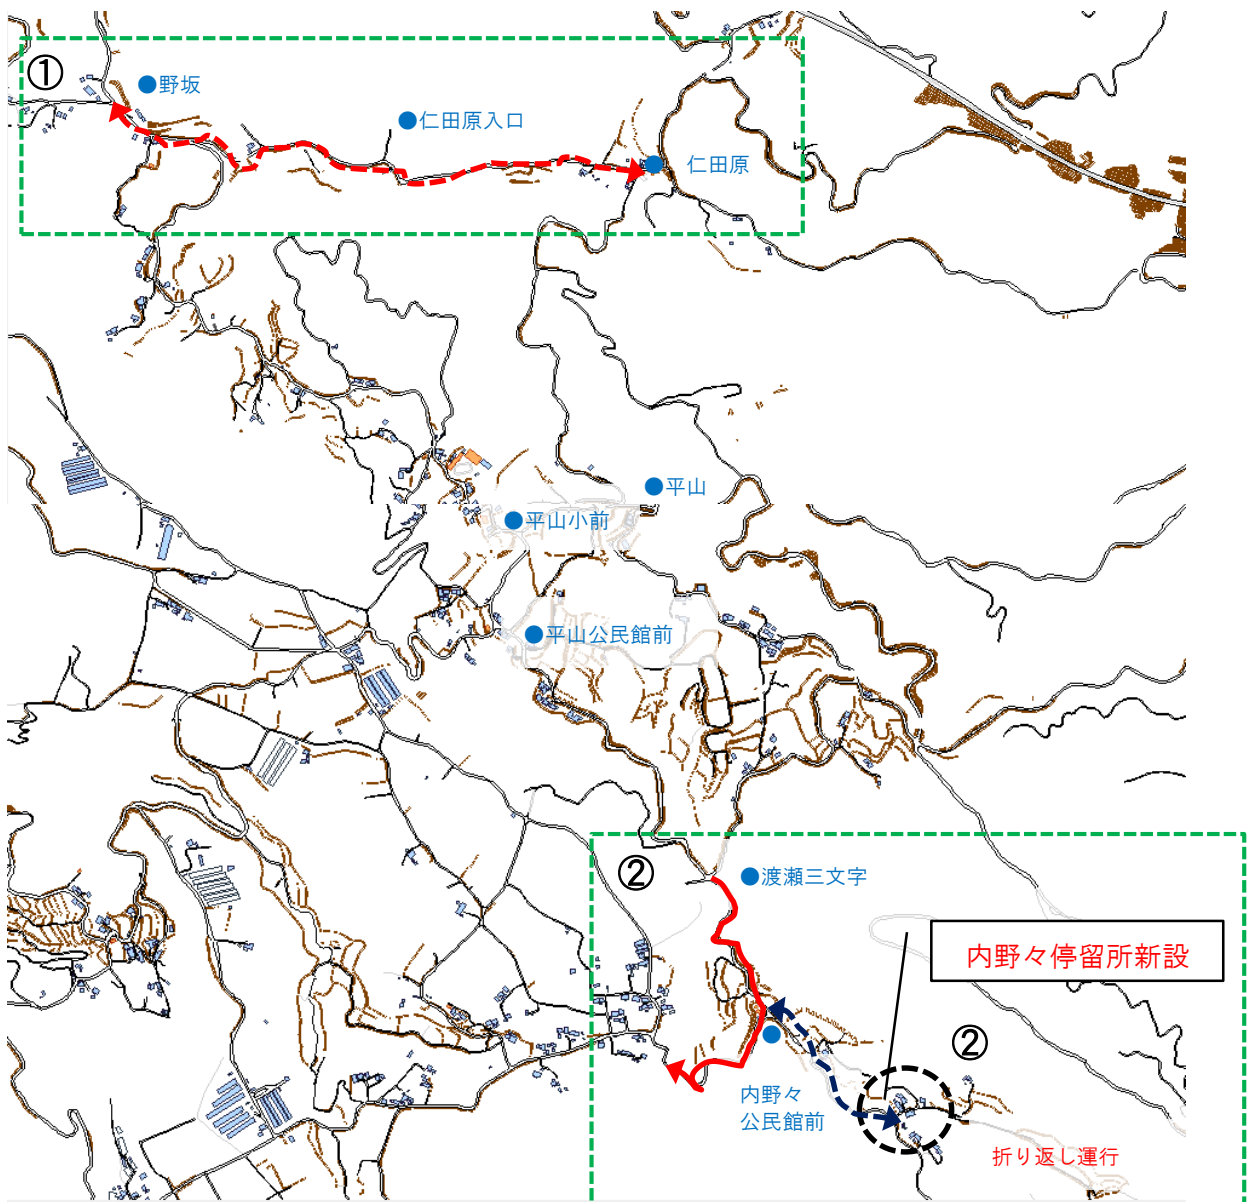 ①
野坂
仁田原入口
仁田原
平山
平山小前
平山公民館前
②
渡瀬三文字
内野々停留所新設
②
内野々
公民館前
折り返し運行